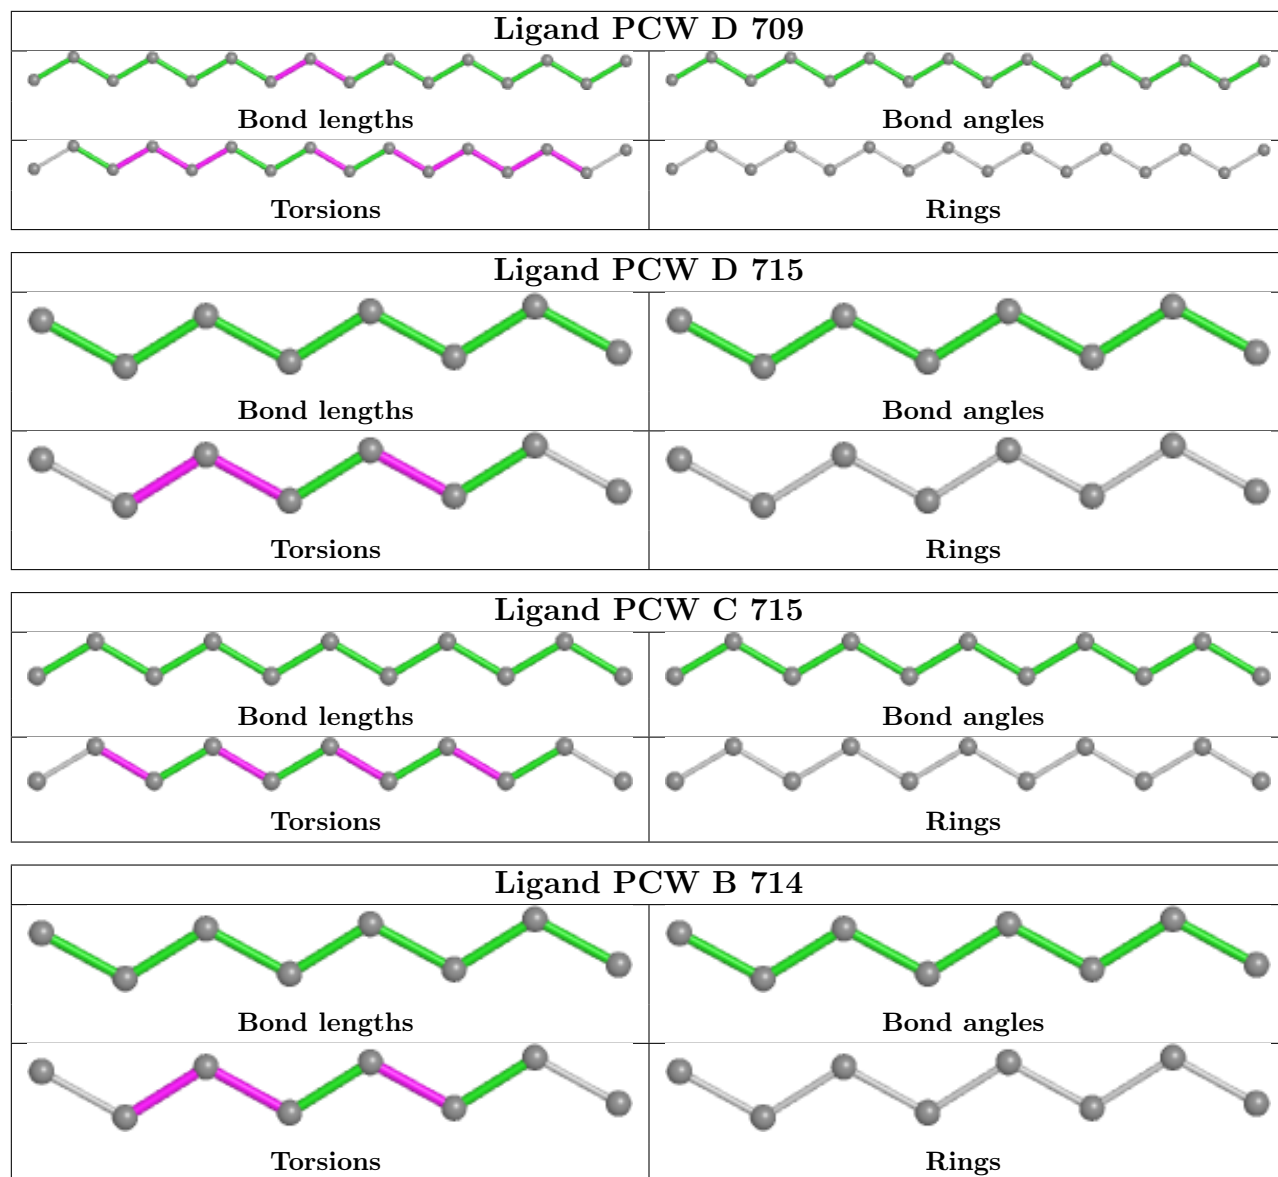 Ligand PCW D 709
Bond lengths
Bond angles
Torsions
Rings
Ligand PCW D 715
Bond lengths
Bond angles
Torsions
Rings
Ligand PCW C 715
Bond lengths
Bond angles
Torsions
Rings
Ligand PCW B 714
Bond lengths
Bond angles
Torsions
Rings